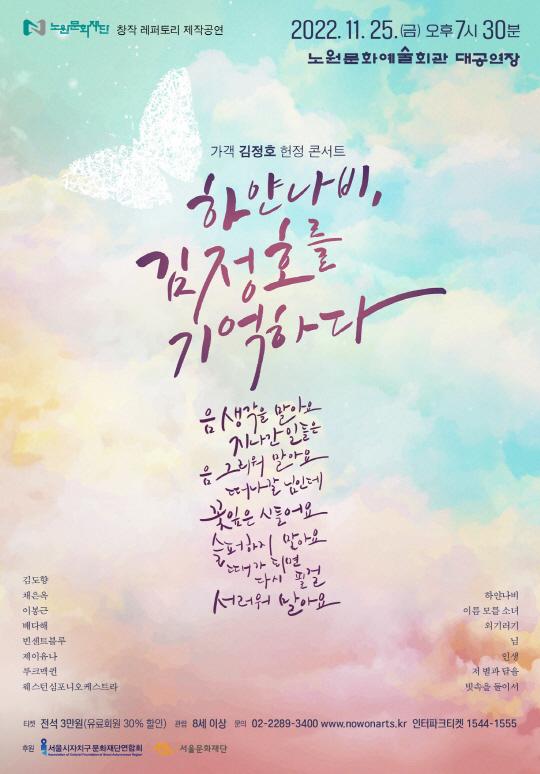 노원문화재단 창작 레퍼토리 제작공연
2022. 11. 25.(금) 오후 7시 30분
노원문화예술회관 대공연장
가객 김정호 헌정 콘서트
하얀나비,
김정호를
기억하다
음 생각을 말아요
지나간 일들은
음 그리워 말아요
떠나갈 님인데
꽃잎은 시들어요
슬퍼하지 말아요
때가 되면
다시 필걸
서러워 말아요
김도향
채은옥
이봉근
배다해
빈센트블루
제이유나
투크맥퀸
웨스턴심포니오케스트라
하얀나비
이름 모를 소녀
외기러기
님
인생
저 별과 달을
빗속을 둘이서
티켓 전석 3만원(유료회원 30% 할인) 관람 8세 이상 문의 02-2289-3400 www.nowonarts.kr 인터파크티켓 1544-1555
후원 서울시자치구문화재단연합회 서울문화재단